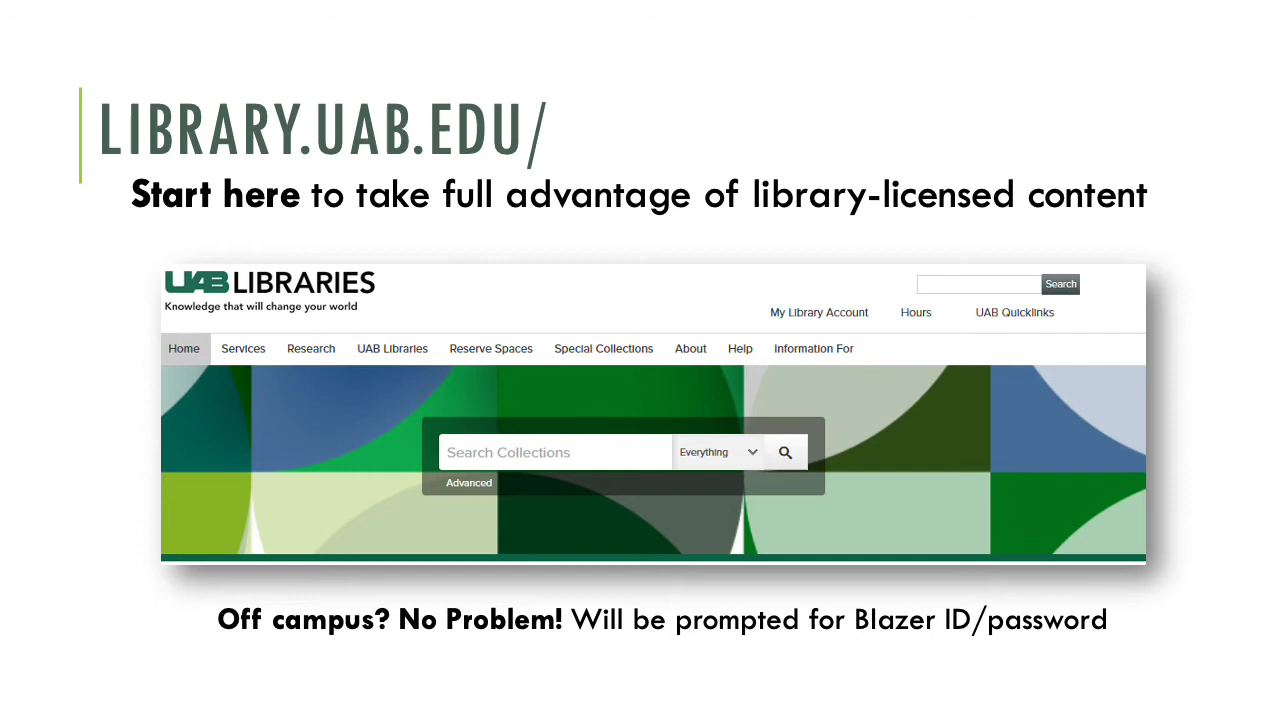 LIBRARY.UAB.EDU/
Start here to take full advantage of library-licensed content
UAB LIBRARIES
Knowledge that will change your world
Search
My Library Account Hours UAB Quicklinks
Home Services Research UAB Libraries Reserve Spaces Special Collections About Help Information For
Search Collections Everything
Advanced
Off campus? No Problem! Will be prompted for Blazer ID/password